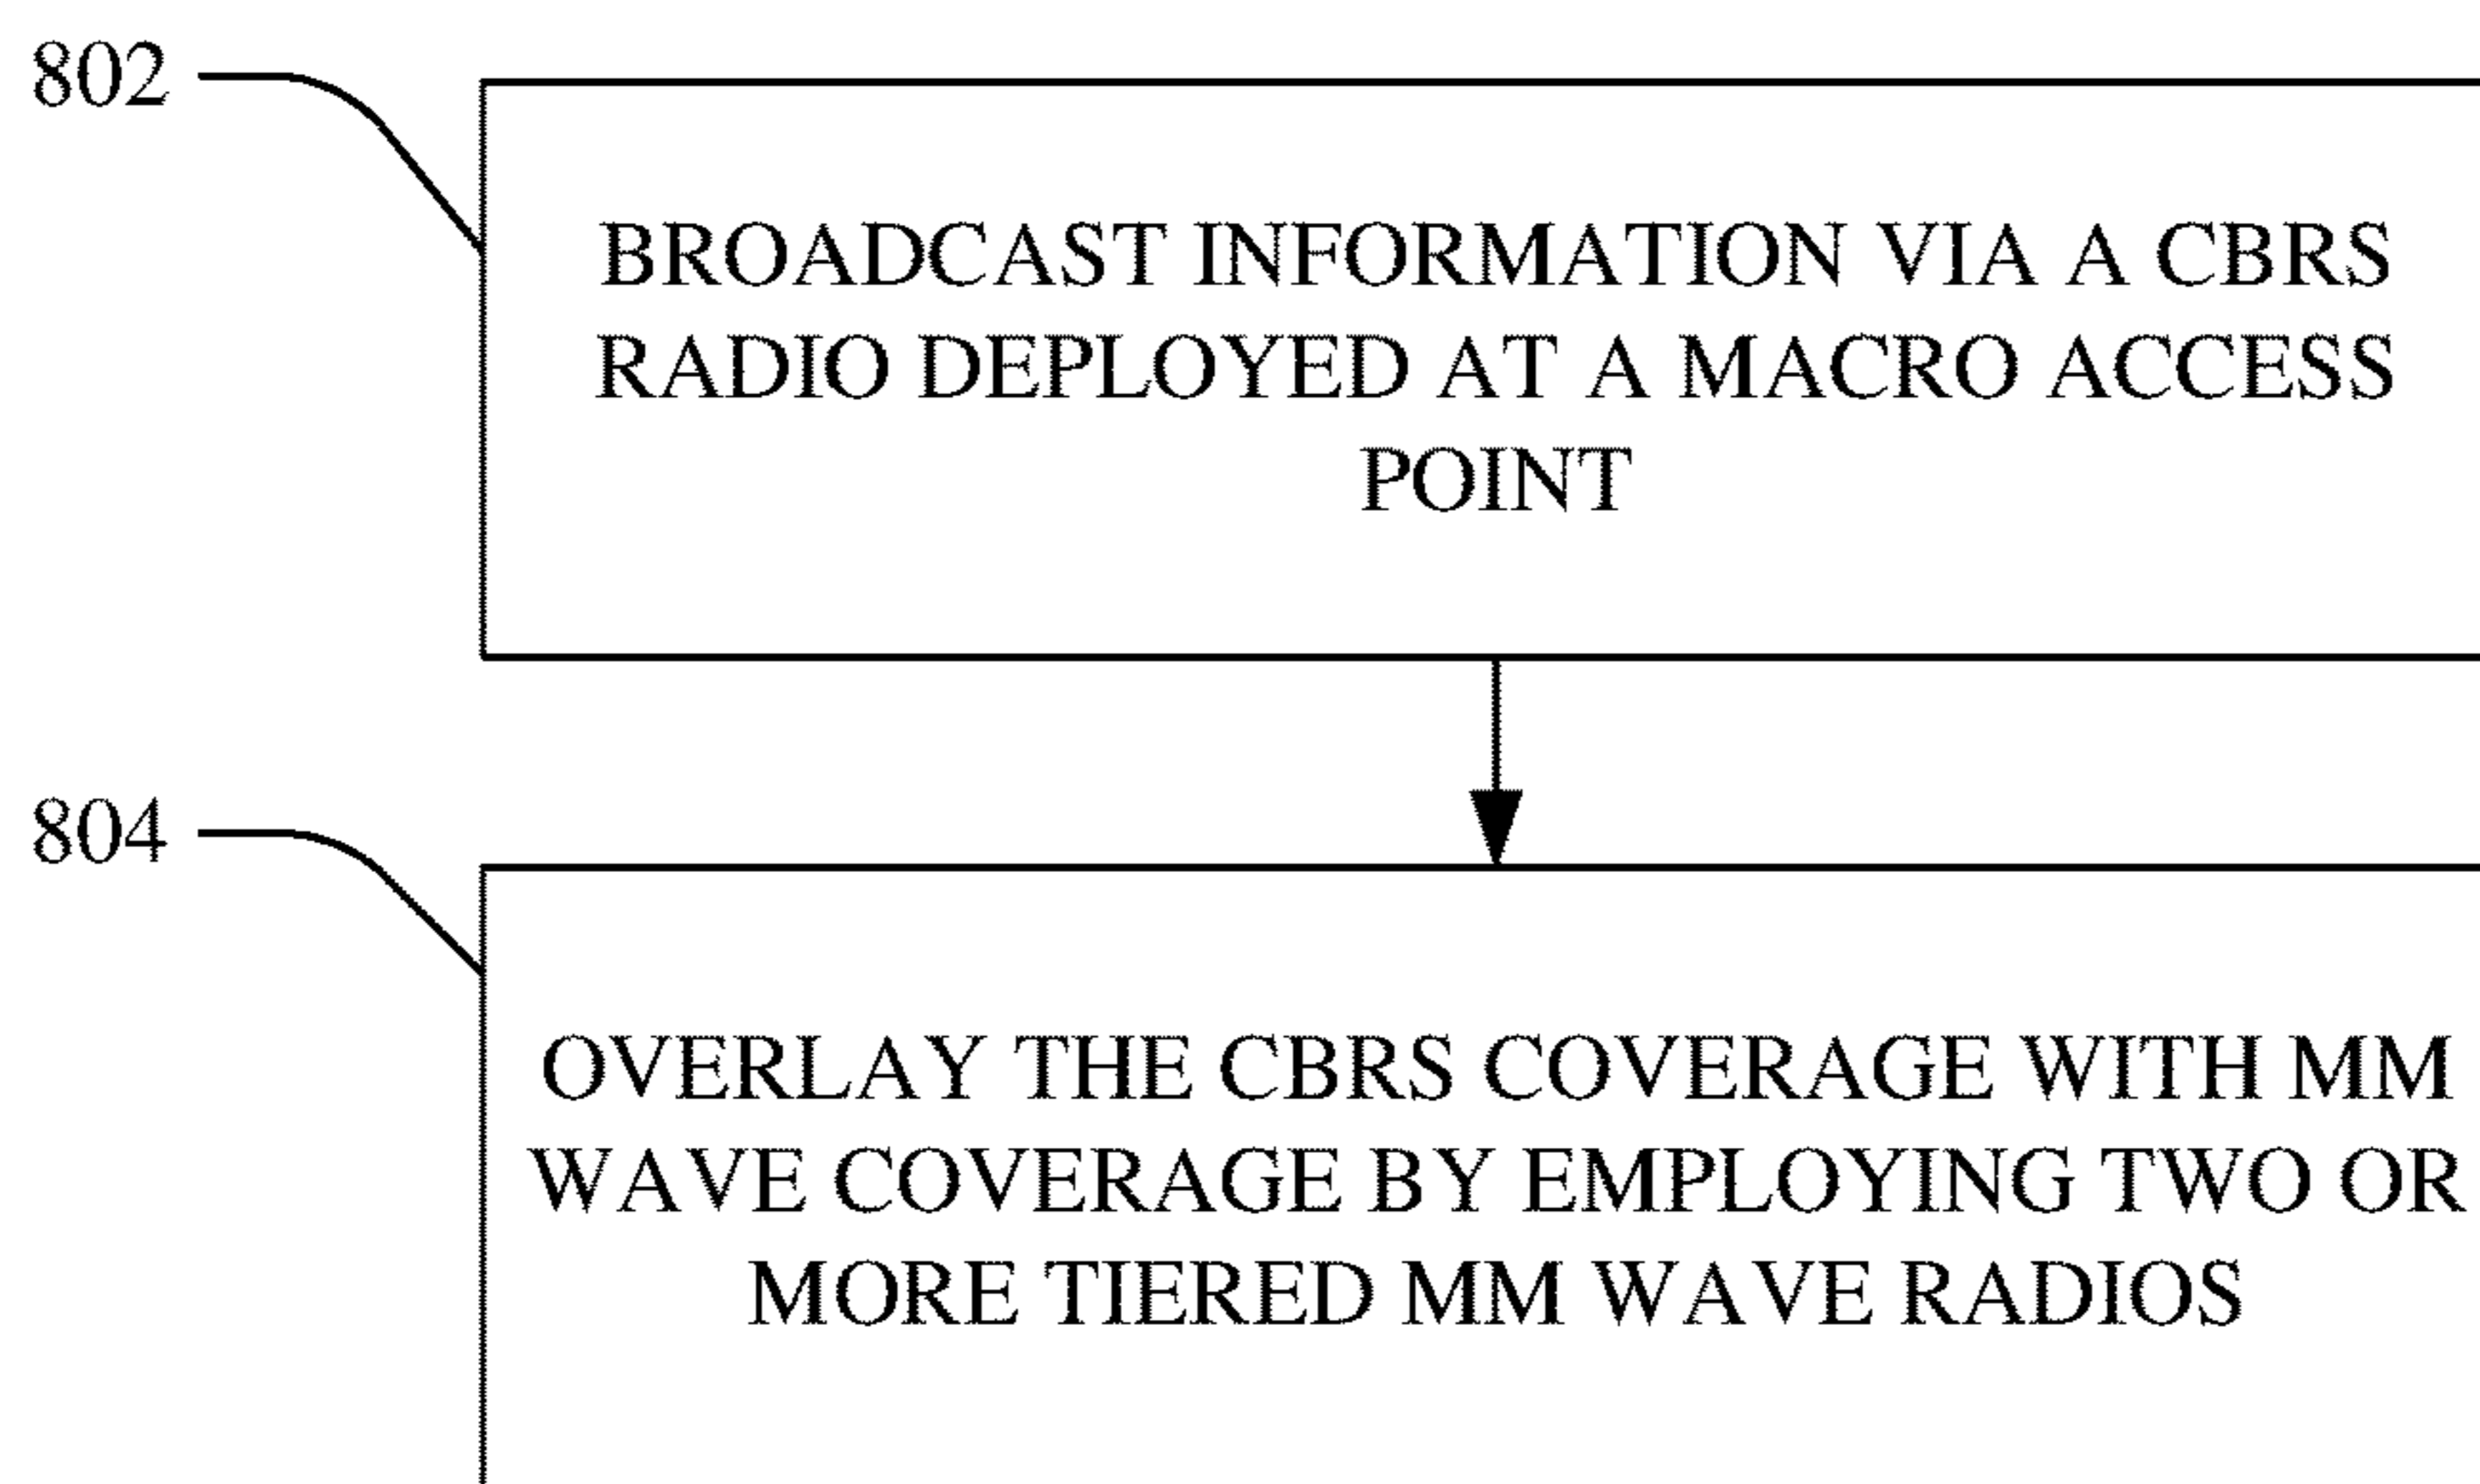 802
BROADCAST INFORMATION VIA A CBRS
RADIO DEPLOYED AT A MACRO ACCESS
POINT
804
OVERLAY THE CBRS COVERAGE WITH MM
WAVE COVERAGE BY EMPLOYING TWO OR
MORE TIERED MM WAVE RADIOS